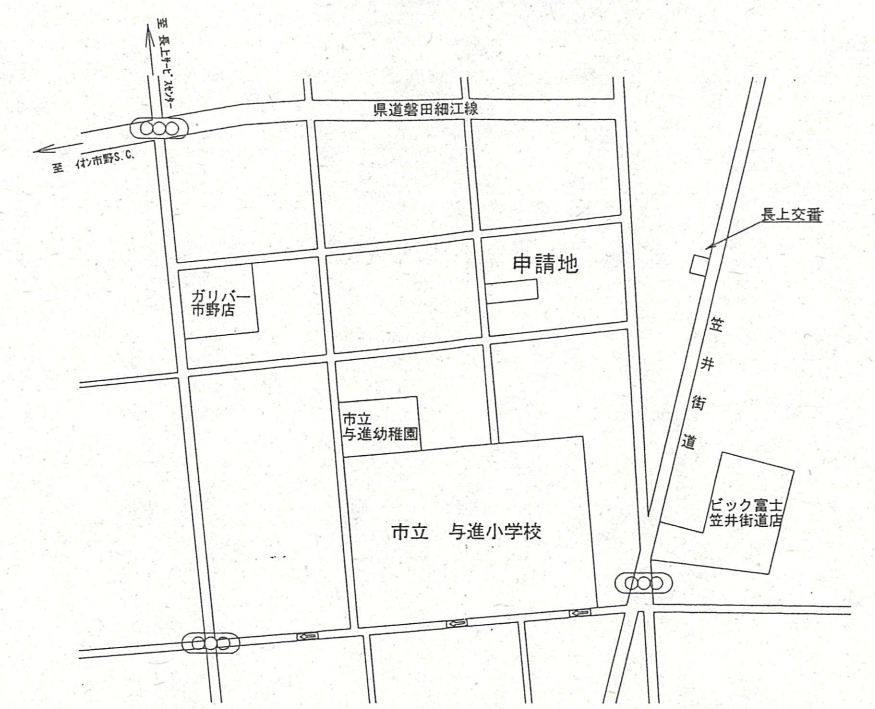 至 長上サービスセンター
県道磐田細江線
至 イオン市野S.C.
長上交番
申請地
ガリバー
市野店
笠井街道
市立
与進幼稚園
ビック富士
笠井街道店
市立 与進小学校